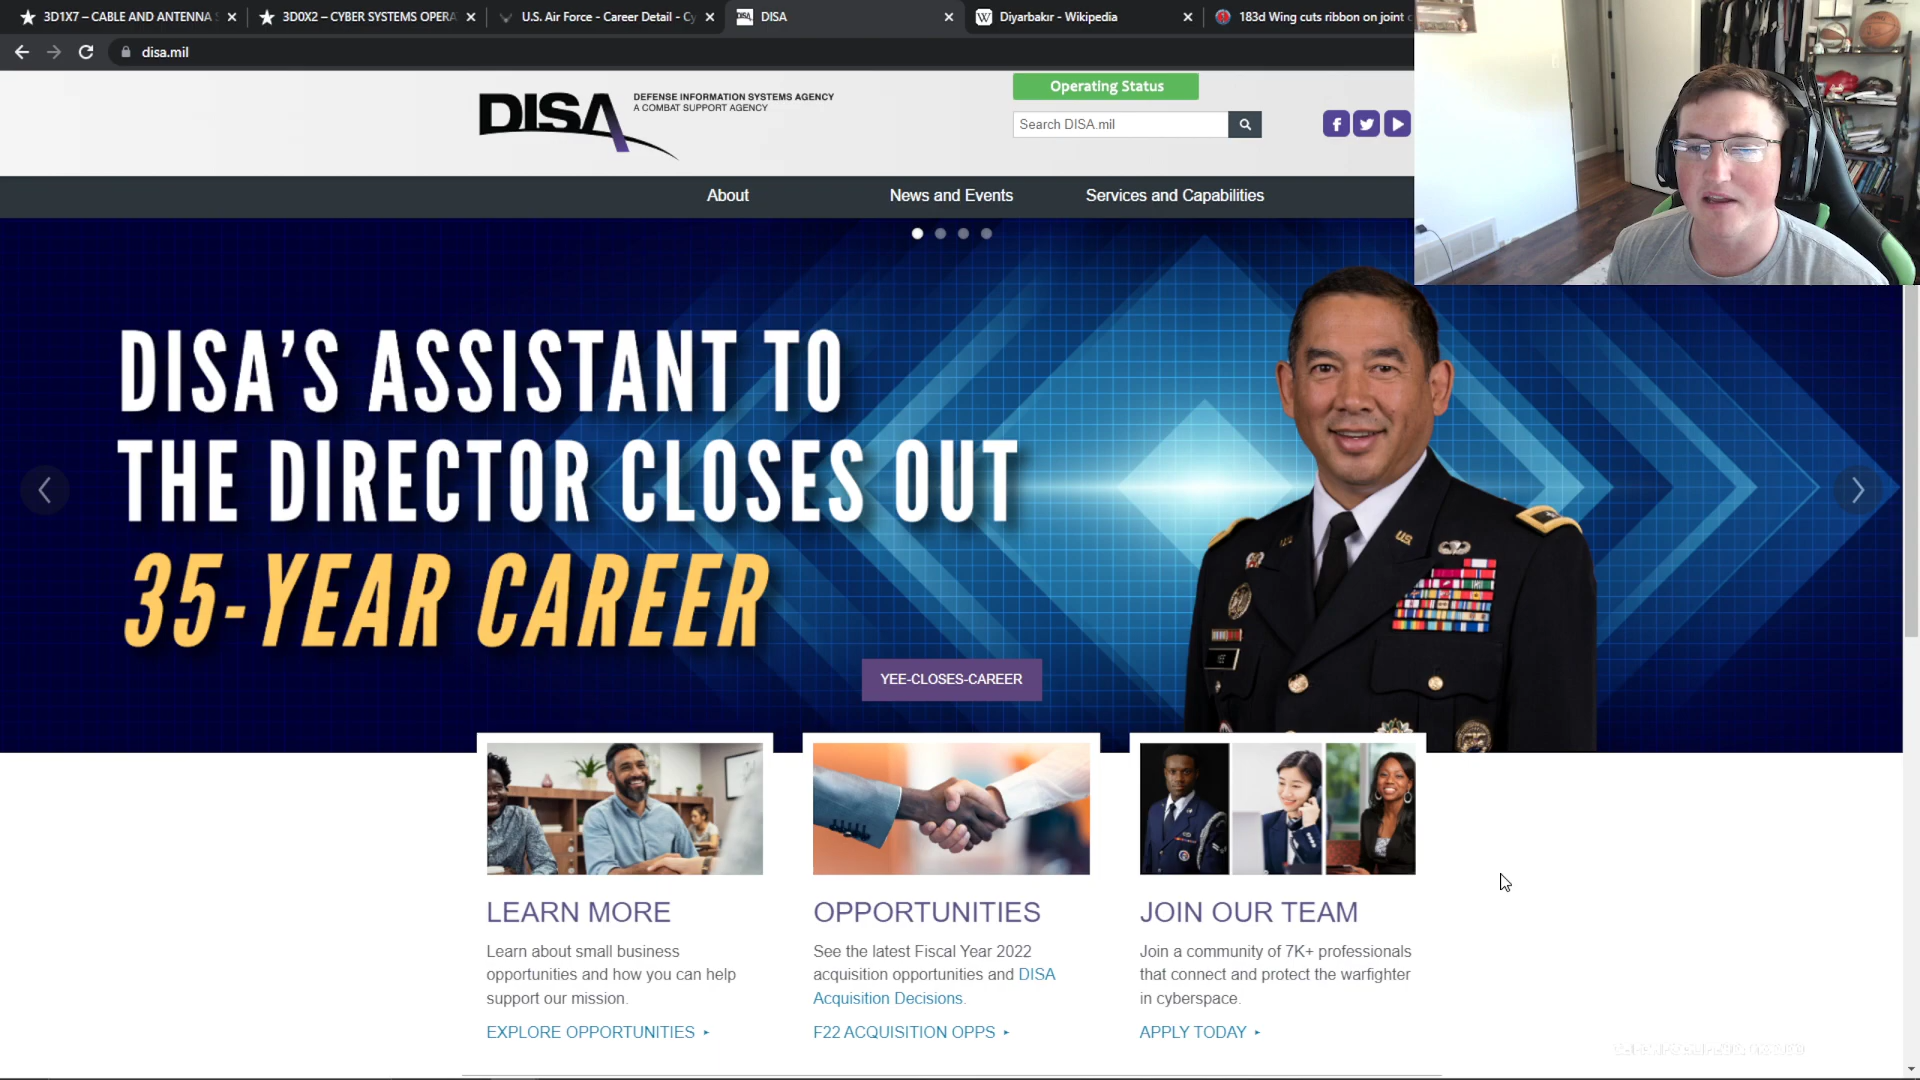 3D1X7 – CABLE AND ANTENNA
3D0X2 – CYBER SYSTEMS OPERA
U.S. Air Force - Career Detail - Cy
DISA
Diyarbakır - Wikipedia
183d Wing cuts ribbon on joint c
disa.mil
DISA
DEFENSE INFORMATION SYSTEMS AGENCY
A COMBAT SUPPORT AGENCY
Operating Status
Search DISA.mil
About
News and Events
Services and Capabilities
DISA'S ASSISTANT TO
THE DIRECTOR CLOSES OUT
35-YEAR CAREER
U.S.
YEE
YEE-CLOSES-CAREER
LEARN MORE
Learn about small business
opportunities and how you can help
support our mission.
EXPLORE OPPORTUNITIES
OPPORTUNITIES
See the latest Fiscal Year 2022
acquisition opportunities and DISA
Acquisition Decisions.
F22 ACQUISITION OPPS
JOIN OUR TEAM
Join a community of 7K+ professionals
that connect and protect the warfighter
in cyberspace.
APPLY TODAY